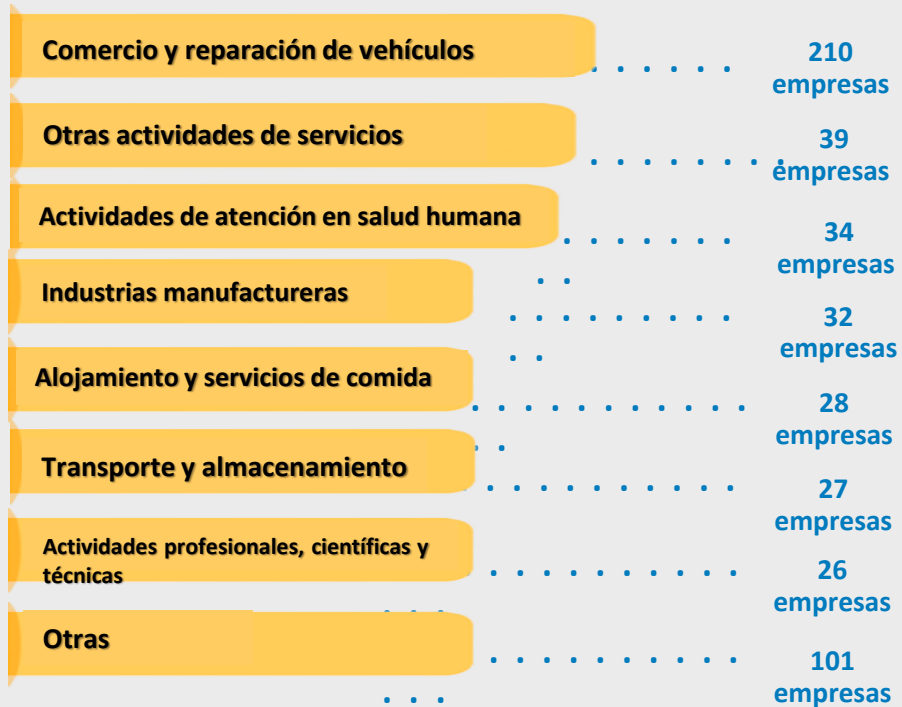 Comercio y reparación de vehículos
210
empresas
Otras actividades de servicios
39
empresas
Actividades de atención en salud humana
34
empresas
Industrias manufactureras
32
empresas
Alojamiento y servicios de comida
28
empresas
Transporte y almacenamiento
27
empresas
Actividades profesionales, científicas y
técnicas
26
empresas
Otras
101
empresas